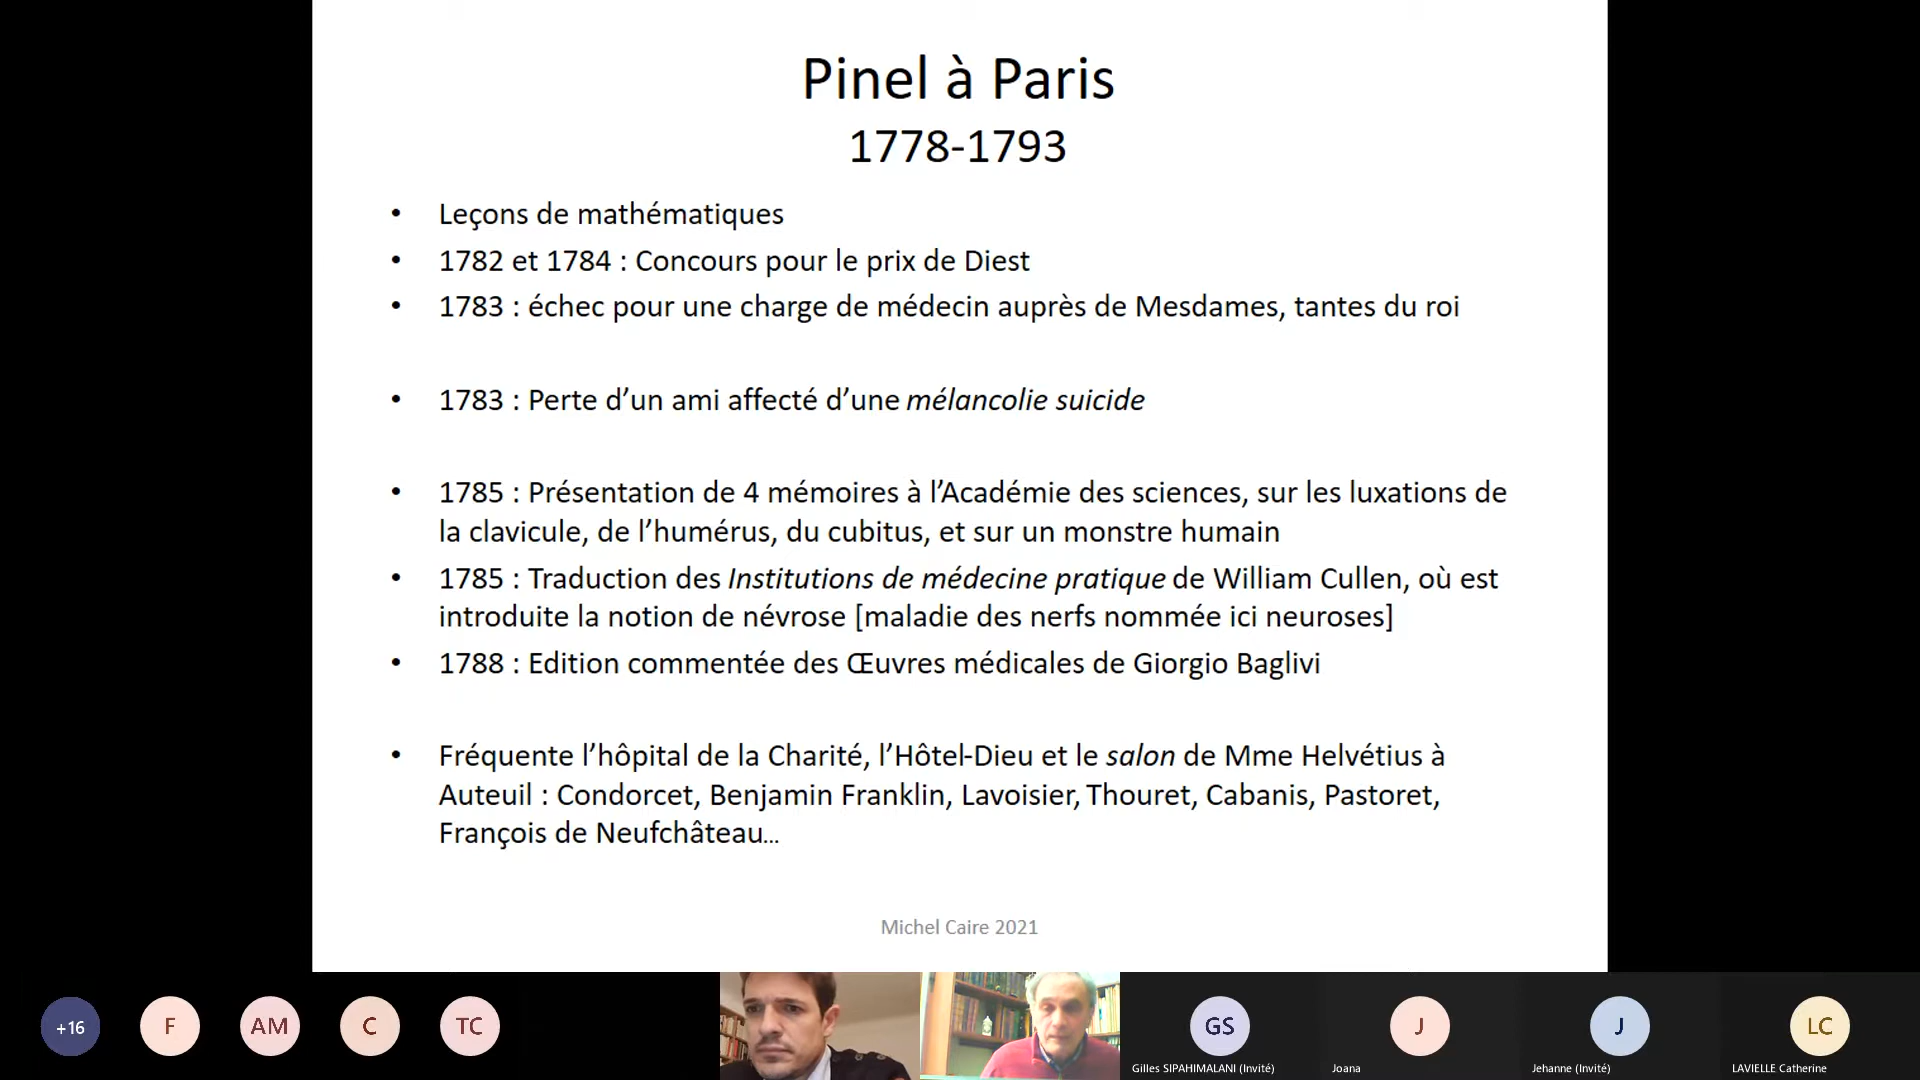 Pinel à Paris
1778-1793
• Leçons de mathématiques
• 1782 et 1784 : Concours pour le prix de Diest
• 1783 : échec pour une charge de médecin auprès de Mesdames, tantes du roi
• 1783 : Perte d’un ami affecté d’une mélancolie suicide
• 1785 : Présentation de 4 mémoires à l’Académie des sciences, sur les luxations de
la clavicule, de l’humérus, du cubitus, et sur un monstre humain
• 1785 : Traduction des Institutions de médecine pratique de William Cullen, où est
introduite la notion de névrose [maladie des nerfs nommée ici neuroses]
• 1788 : Edition commentée des Œuvres médicales de Giorgio Baglivi
• Fréquente l’hôpital de la Charité, l’Hôtel-Dieu et le salon de Mme Helvétius à
Auteuil : Condorcet, Benjamin Franklin, Lavoisier, Thouret, Cabanis, Pastoret,
François de Neufchâteau...
Michel Caire 2021
+16 F AM C TC GS J J LC
Gilles SIPAHIMALANI (Invité) Joana Jehanne (Invité) LAVIELLE Catherine